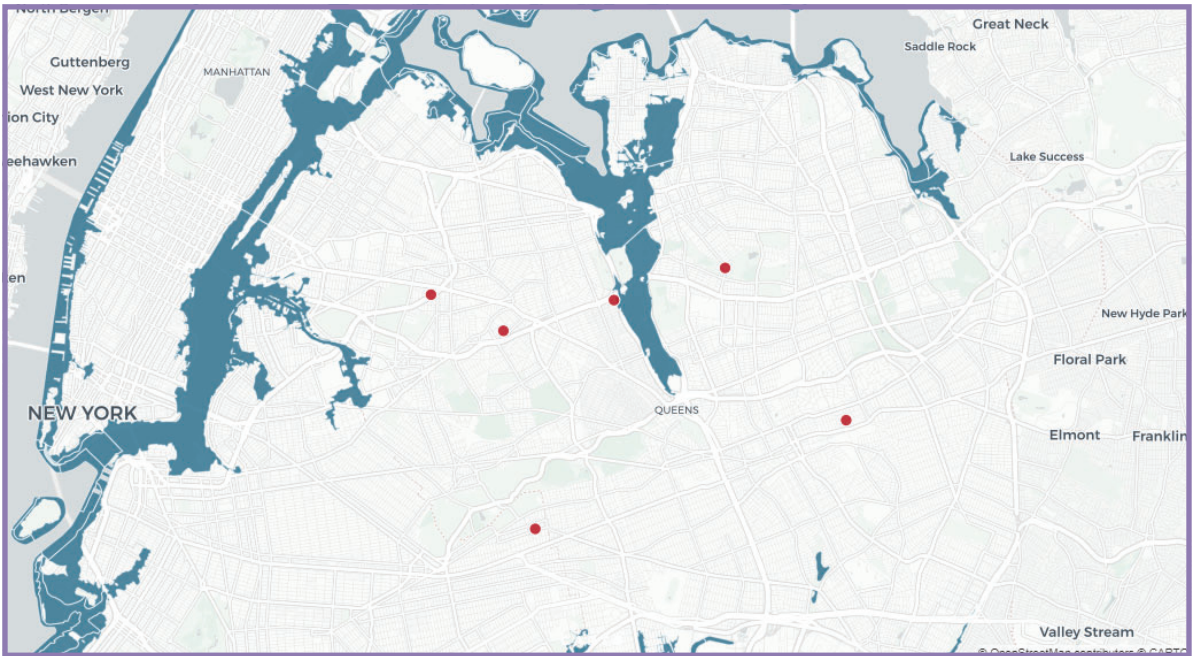 North Bergen
Great Neck
Saddle Rock
Guttenberg
MANHATTAN
West New York
ion City
Lake Success
eehawken
en
New Hyde Park
Floral Park
NEW YORK
QUEENS
Elmont
Franklin
Valley Stream
© OpenStreetMap contributors © CARTO